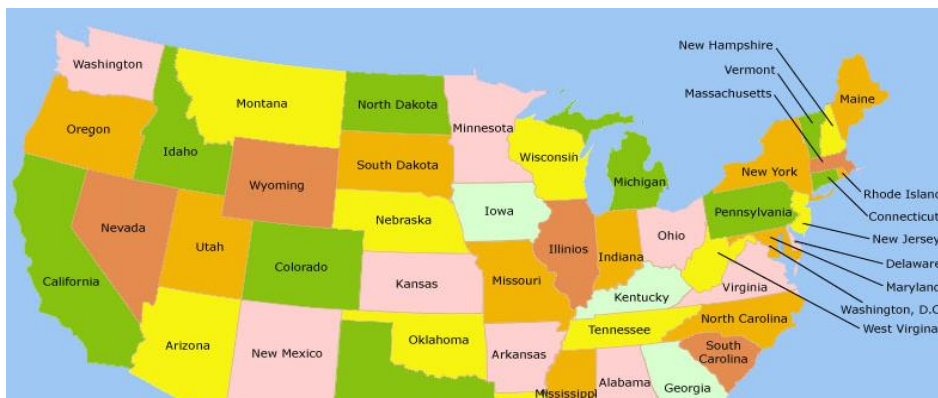 New Hampshire
Vermont
Massachusetts
Washington
Montana
North Dakota
Minnesota
Maine
Oregon
Idaho
Wisconsin
South Dakota
New York
Wyoming
Michigan
Rhode Island
Connecticut
Nebraska
Iowa
Pennsylvania
Nevada
Ohio
New Jersey
Utah
Illinios
Indiana
Delaware
Colorado
California
Kansas
Missouri
Virginia
Maryland
Kentucky
Washington, D.C
West Virgina
North Carolina
Tennessee
Arizona
Oklahoma
South
Carolina
New Mexico
Arkansas
Alabama
Georgia
Mississippi